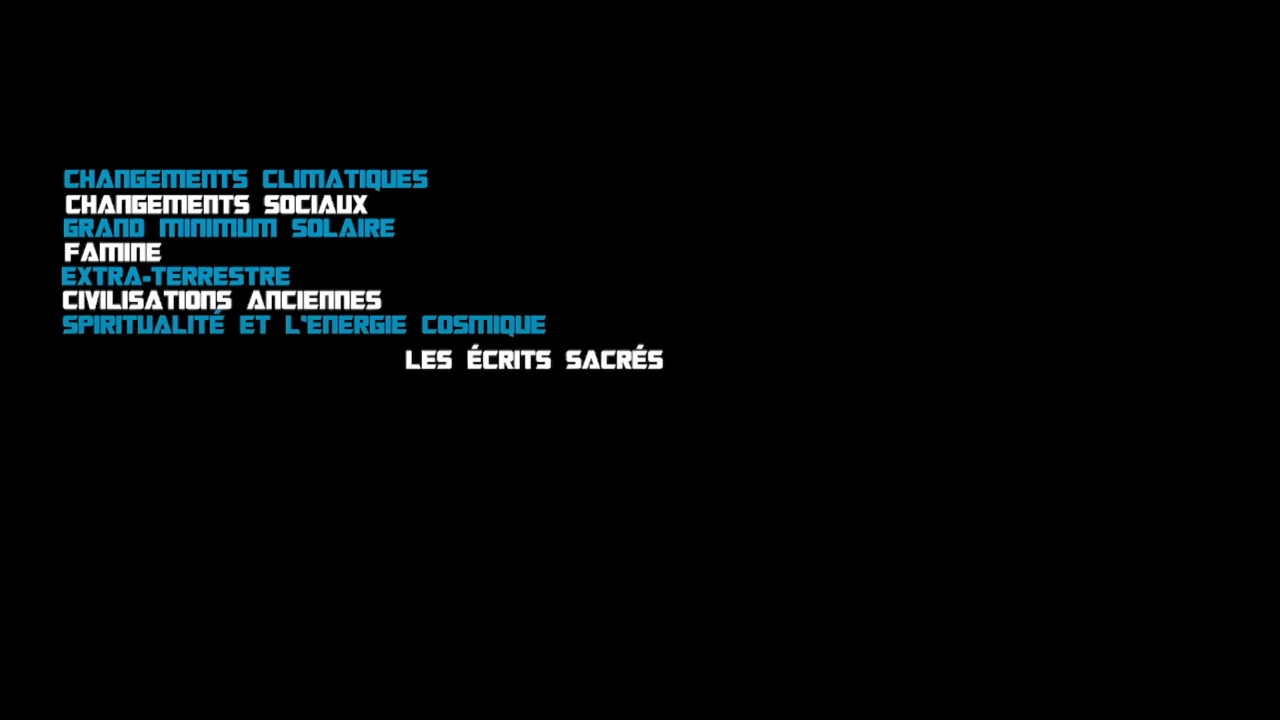 CHANGEMENTS CLIMATIQUES
CHANGEMENTS SOCIAUX
GRAND MINIMUM SOLAIRE
FAMINE
EXTRA-TERRESTRE
CIVILISATIONS ANCIENNES
SPIRITUALITÉ ET L'ENERGIE COSMIQUE
LES ÉCRITS SACRÉS